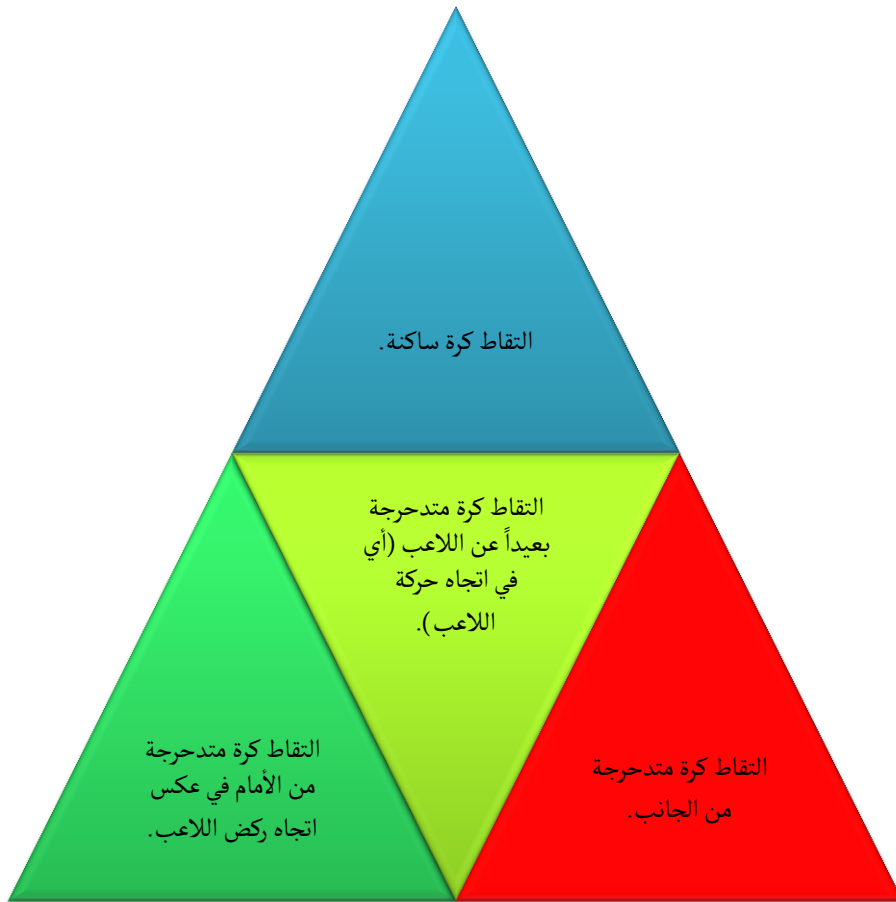 التقاط كرة ساكنة.
التقاط كرة متدحرجة
بعيداً عن اللاعب (أي
في اتجاه حركة
اللاعب).
التقاط كرة متدحرجة
من الجانب.
التقاط كرة متدحرجة
من الأمام في عكس
اتجاه ركض اللاعب.